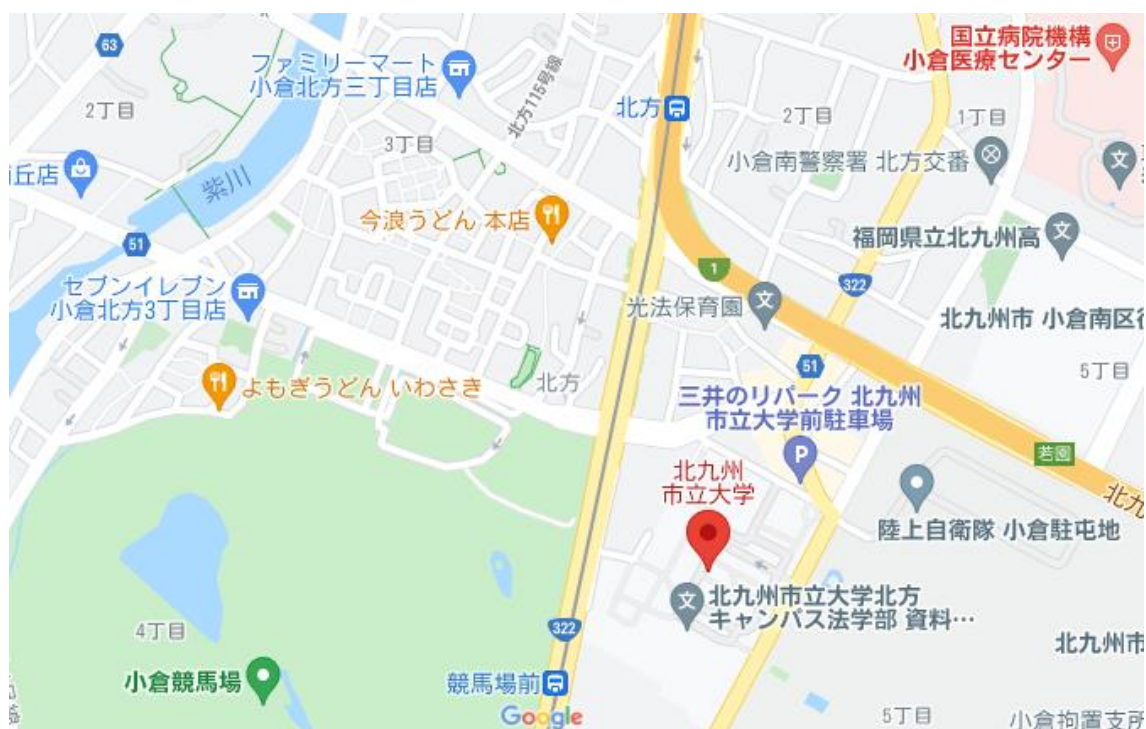 国立病院機構
小倉医療センター
63
ファミリーマート
小倉北方三丁目店
2丁目
北方115号線
北方
2丁目
1丁目
3丁目
小倉南警察署 北方交番
文
丘店
紫川
今浪うどん 本店
福岡県立北九州高
文
51
1
322
セブンイレブン
小倉北方3丁目店
光法保育園
文
北九州市 小倉南区
51
5丁目
よもぎうどん いわさき
北方
三井のリパーク 北九州
市立大学前駐車場
P
若園
北九州
市立大学
北九
陸上自衛隊 小倉駐屯地
文
北九州市立大学北方
キャンパス法学部 資料…
4丁目
322
北九州市
小倉競馬場
競馬場前
Google
5丁目
小倉拘置支所